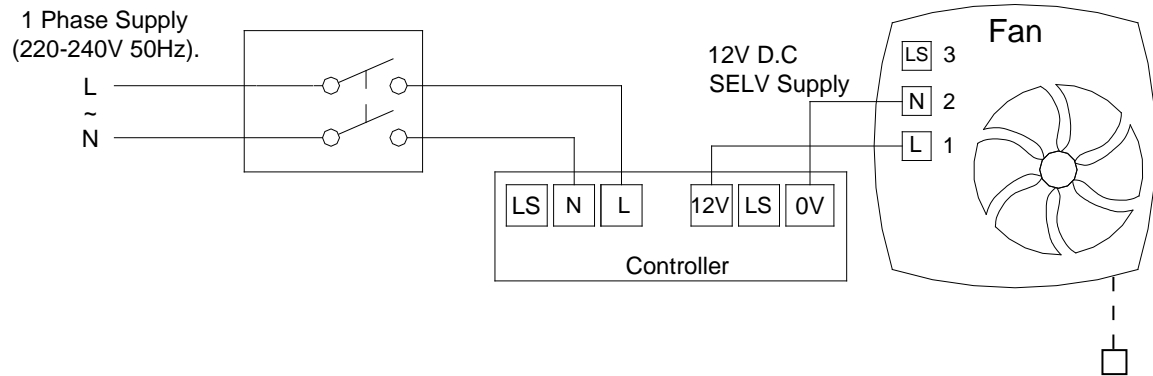 1 Phase Supply
(220-240V 50Hz).
L
~
N
12V D.C
SELV Supply
Fan
LS 3
N 2
L 1
LS N L 12V LS 0V
Controller